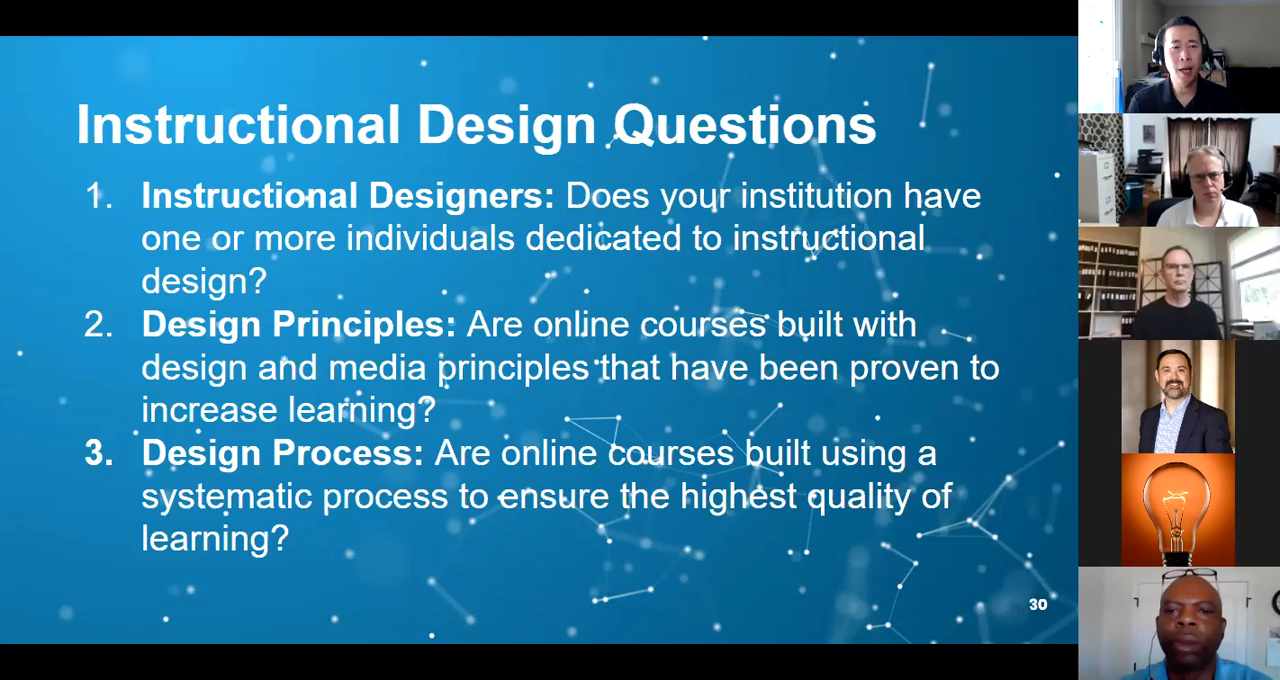 Instructional Design Questions
1. Instructional Designers: Does your institution have
one or more individuals dedicated to instructional
design?
2. Design Principles: Are online courses built with
design and media principles that have been proven to
increase learning?
3. Design Process: Are online courses built using a
systematic process to ensure the highest quality of
learning?
30